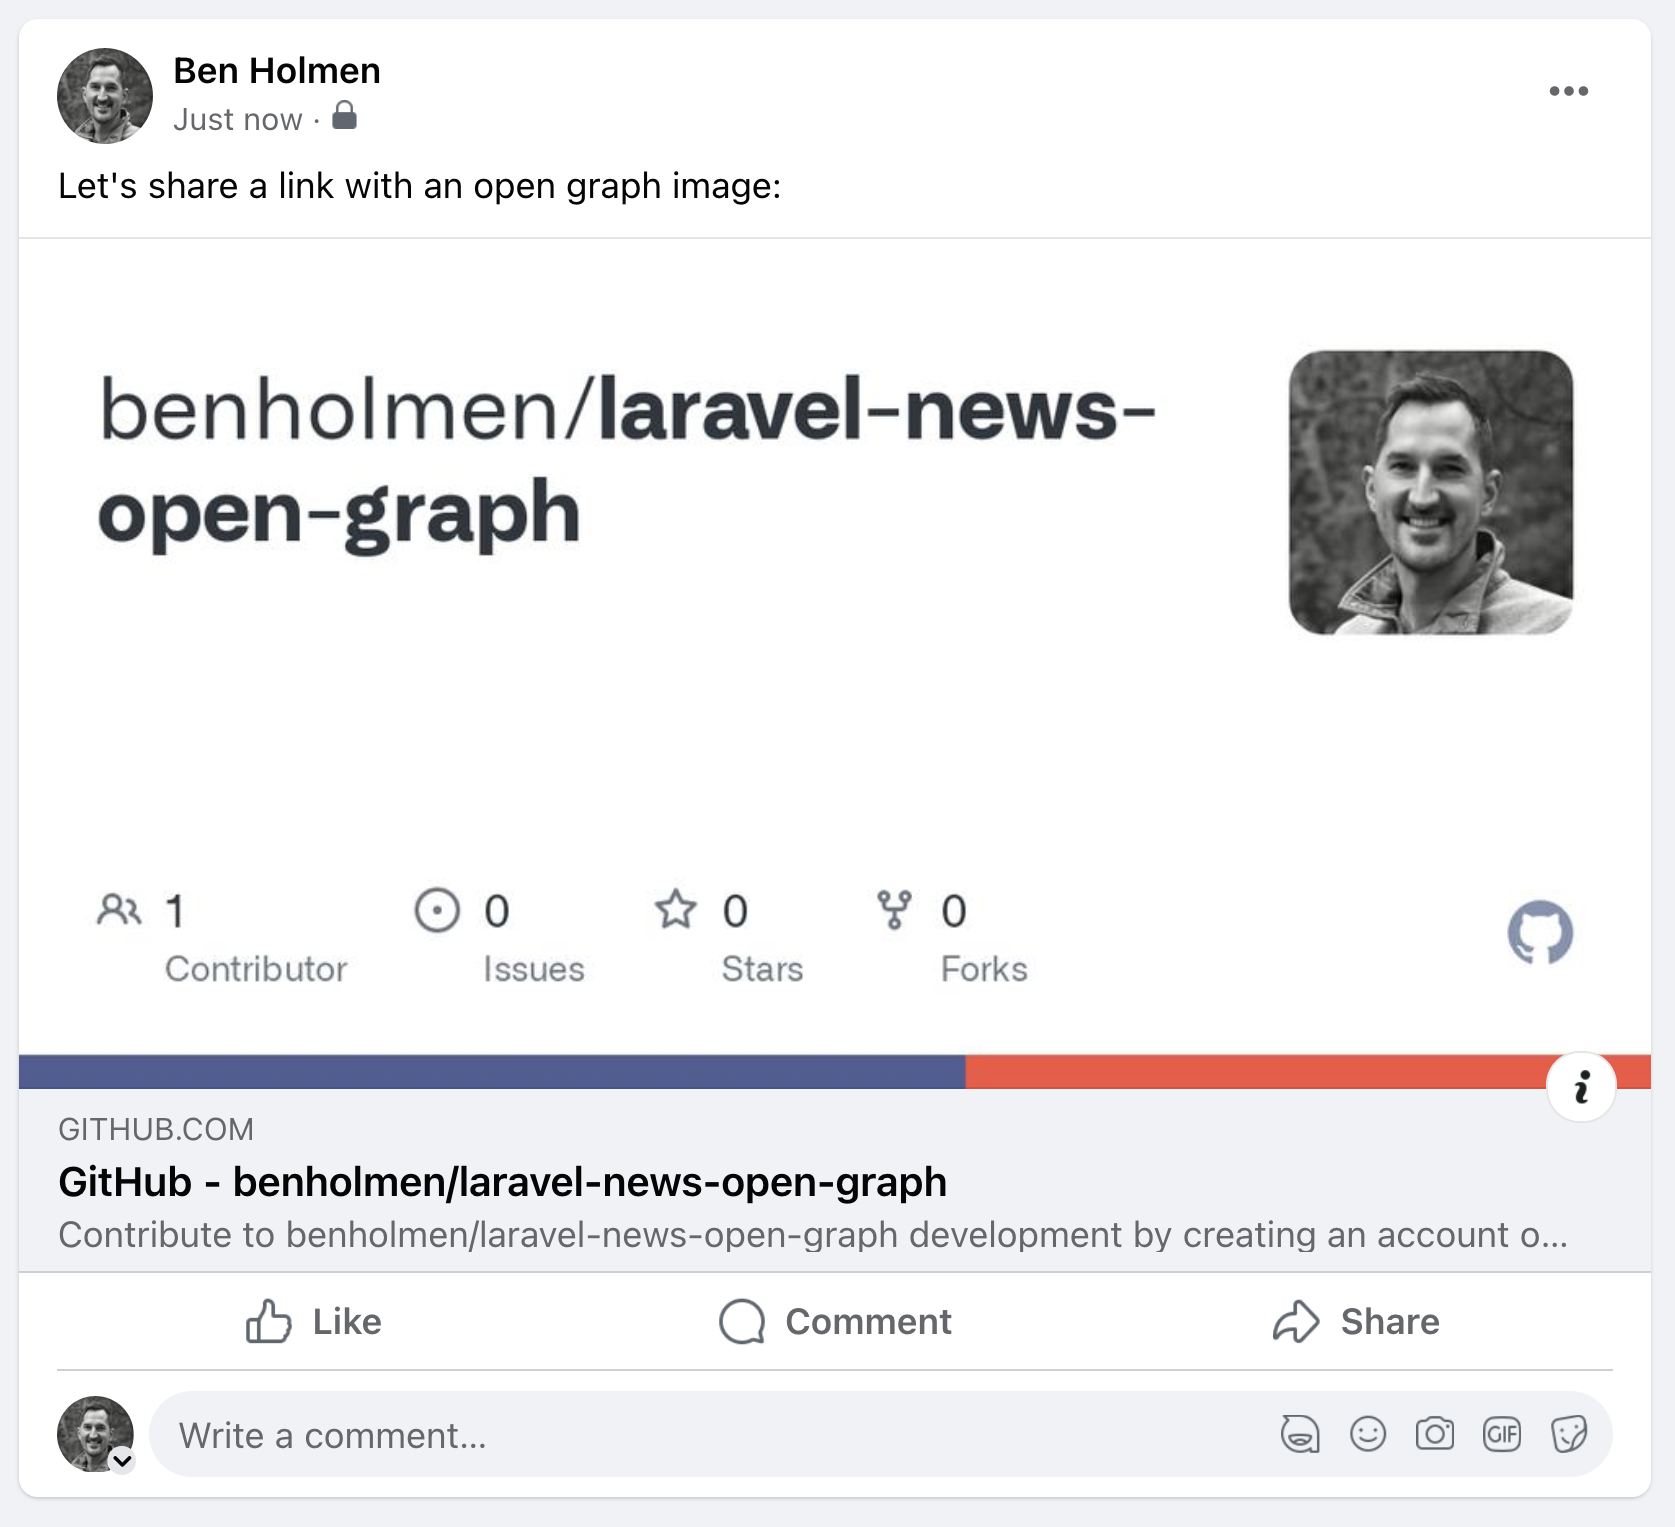 Ben Holmen
Just now ·
Let's share a link with an open graph image:
benholmen/laravel-news-
open-graph
1 0 0 0
Contributor Issues Stars Forks
i
GITHUB.COM
GitHub - benholmen/laravel-news-open-graph
Contribute to benholmen/laravel-news-open-graph development by creating an account o...
Like Comment Share
Write a comment... GIF